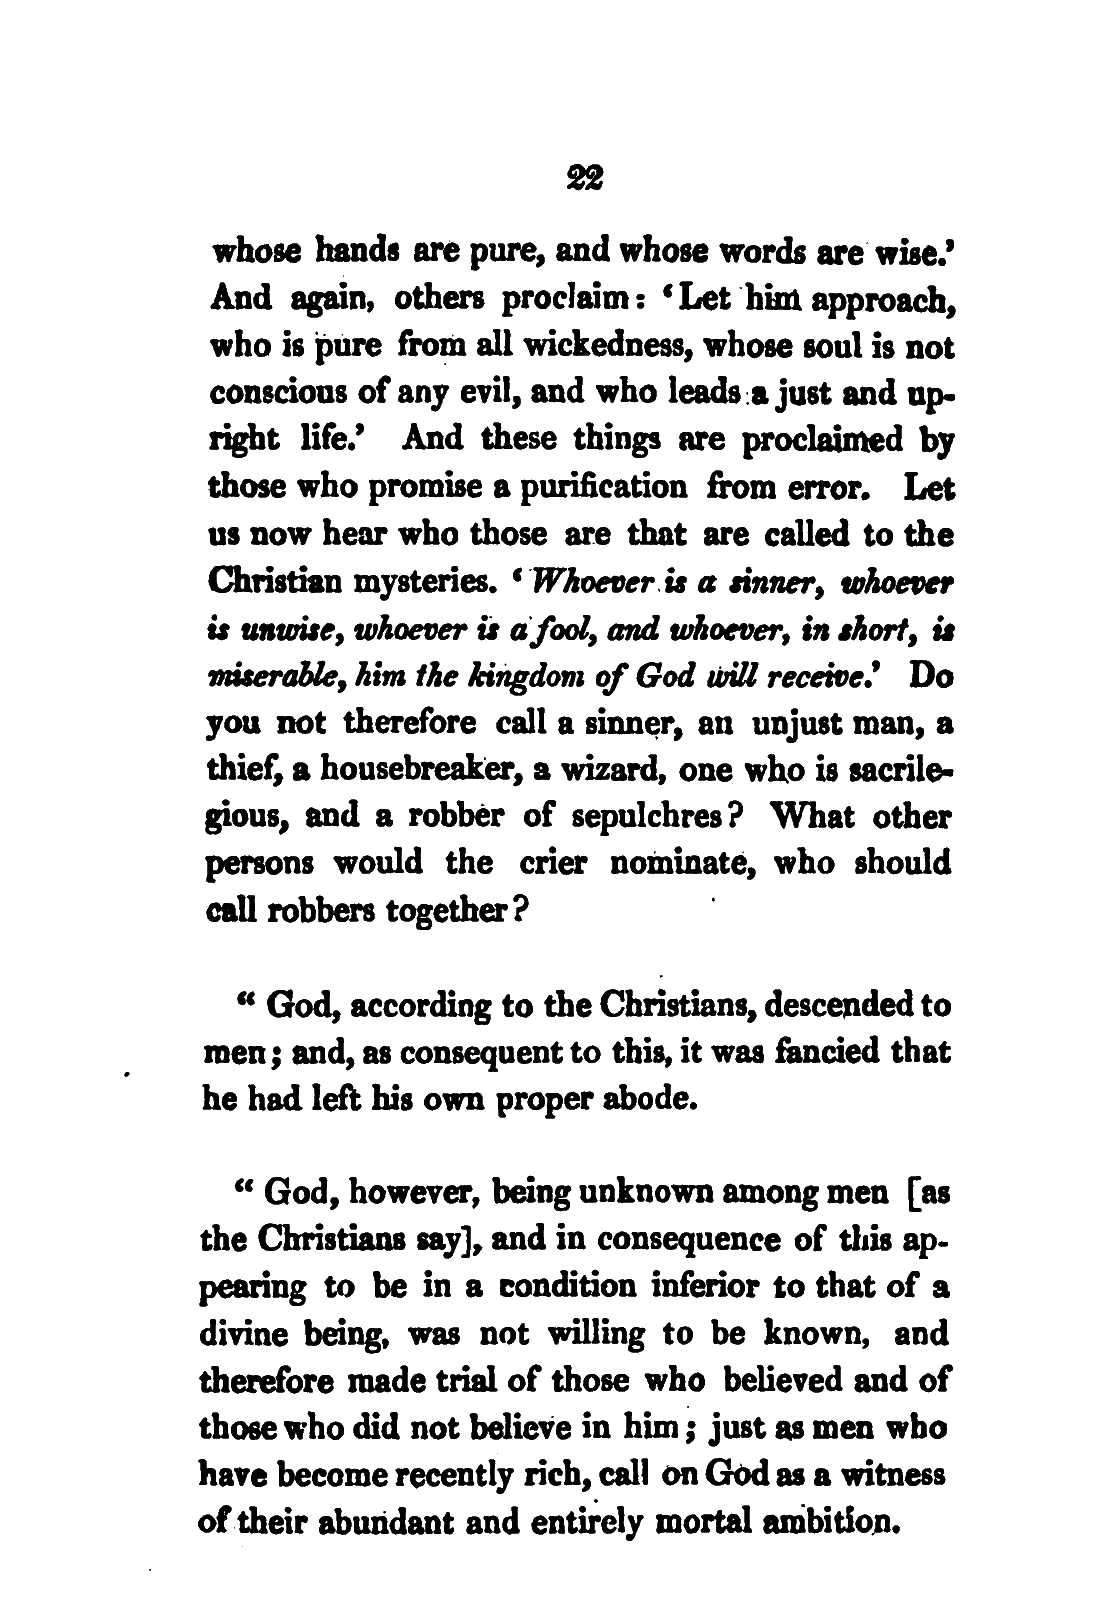 22
whose hands are pure, and whose words are wise.’
And again, others proclaim: ‘Let him approach,
who is pure from all wickedness, whose soul is not
conscious of any evil, and who leads a just and up-
right life.’ And these things are proclaimed by
those who promise a purification from error. Let
us now hear who those are that are called to the
Christian mysteries. ‘Whoever is a sinner, whoever
is unwise, whoever is a fool, and whoever, in short, is
miserable, him the kingdom of God will receive.’ Do
you not therefore call a sinner, an unjust man, a
thief, a housebreaker, a wizard, one who is sacrile-
gious, and a robber of sepulchres? What other
persons would the crier nominate, who should
call robbers together?
“ God, according to the Christians, descended to
men; and, as consequent to this, it was fancied that
he had left his own proper abode.
“ God, however, being unknown among men [as
the Christians say], and in consequence of this ap-
pearing to be in a condition inferior to that of a
divine being, was not willing to be known, and
therefore made trial of those who believed and of
those who did not believe in him; just as men who
have become recently rich, call on God as a witness
of their abundant and entirely mortal ambition.